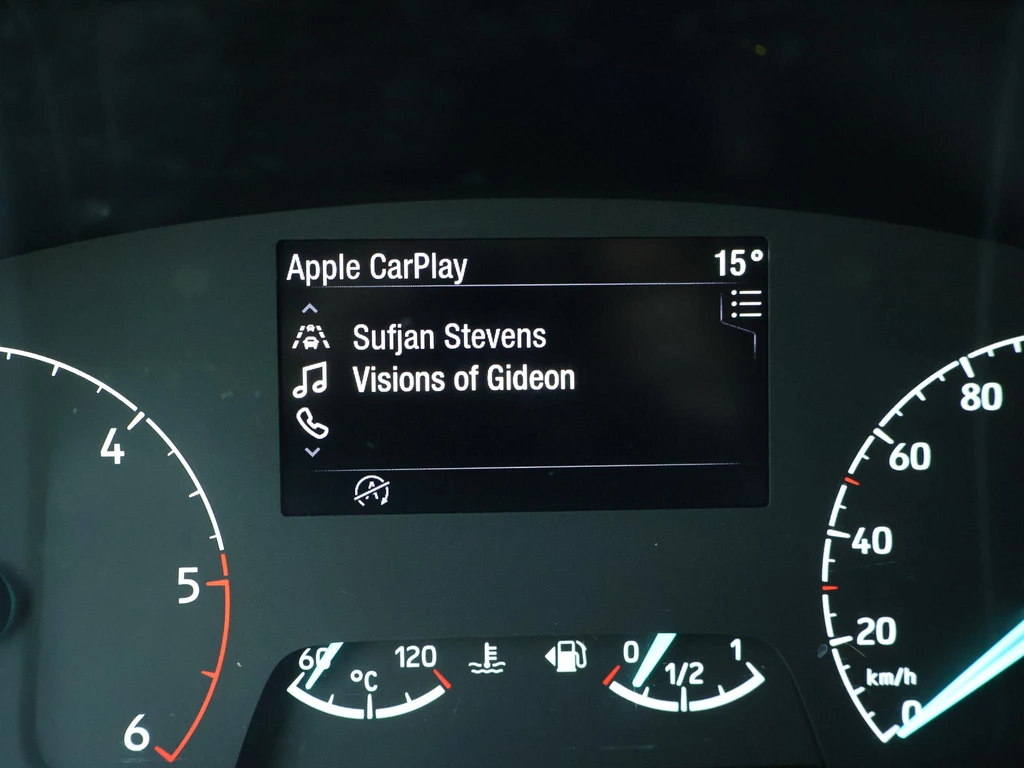 Apple CarPlay 15°
Sufjan Stevens
Visions of Gideon
4
5
6
60 120
°C
0 1/2 1
80
60
40
20
km/h
0